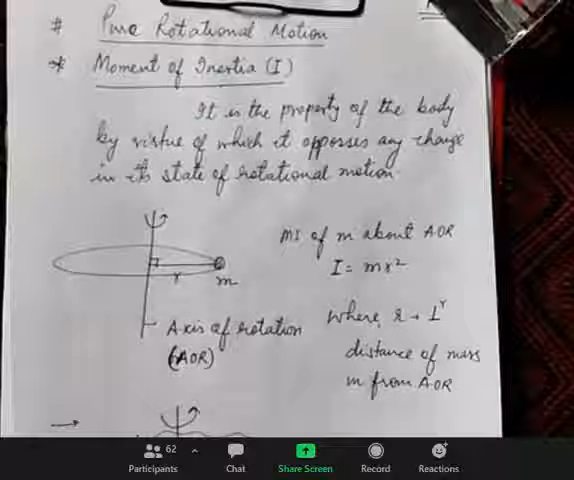 # Pure Rotational Motion
* Moment of Inertia (I)
It is the property of the body
by virtue of which it opposses any change
in its state of rotational motion.
MI of m about AOR
I = mr²
r
m
Axis of rotation
(AOR)
where, r → ⊥r
distance of mass
m from AOR
→
62
Participants
Chat
Share Screen
Record
Reactions